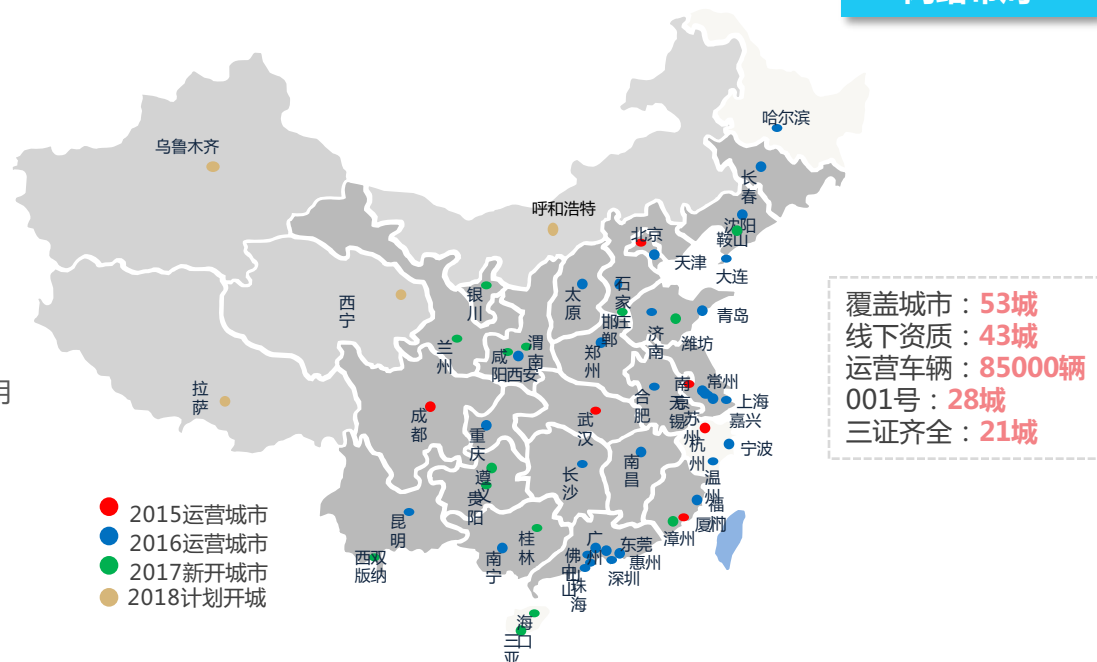 哈尔滨
乌鲁木齐
长春
呼和浩特
沈阳
鞍山
北京
天津
大连
西宁
银川
太原
石家庄
邯郸
济南
青岛
潍坊
兰州
咸阳
西安
渭南
郑州
拉萨
成都
重庆
武汉
合肥
南京
无锡
常州
苏州
上海
嘉兴
杭州
宁波
遵义
贵阳
长沙
南昌
温州
福州
昆明
西双版纳
南宁
桂林
广州
佛山
中山
珠海
东莞
惠州
深圳
漳州
厦门
海口
三亚
覆盖城市：53城
线下资质：43城
运营车辆：85000辆
001号：28城
三证齐全：21城
2015运营城市
2016运营城市
2017新开城市
2018计划开城